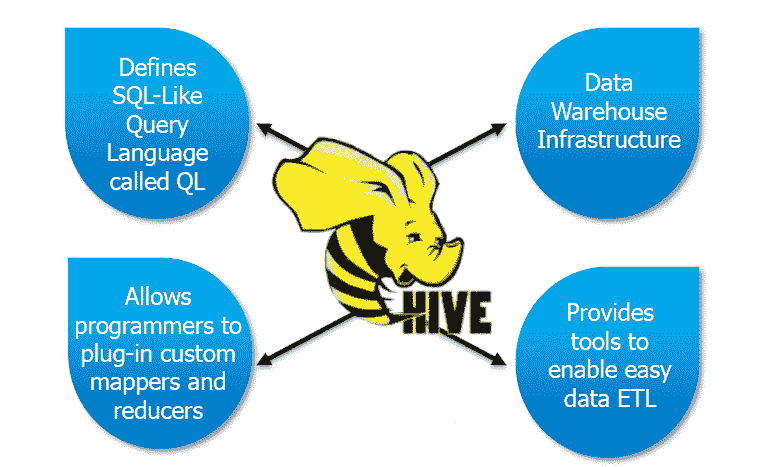 Defines
SQL-Like
Query
Language
called QL
Data
Warehouse
Infrastructure
HIVE
Allows
programmers to
plug-in custom
mappers and
reducers
Provides
tools to
enable easy
data ETL